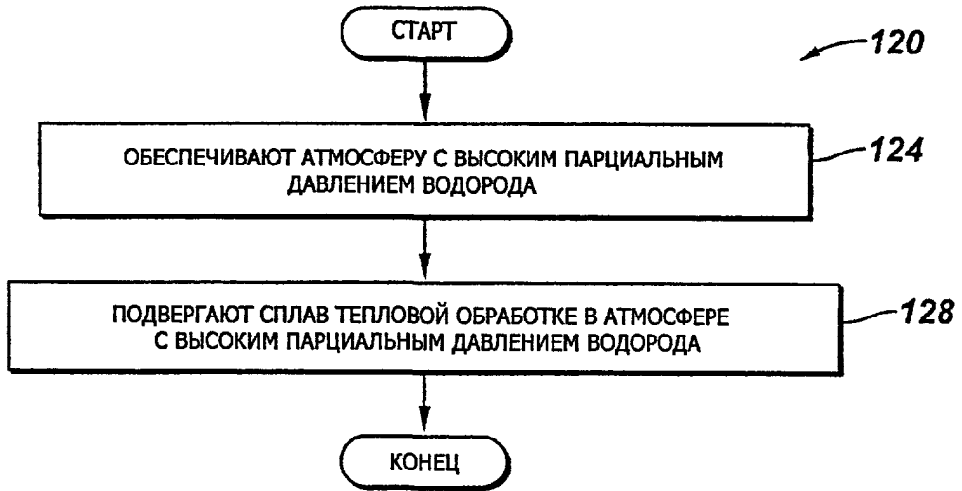 СТАРТ
120
ОБЕСПЕЧИВАЮТ АТМОСФЕРУ С ВЫСОКИМ ПАРЦИАЛЬНЫМ
ДАВЛЕНИЕМ ВОДОРОДА
124
ПОДВЕРГАЮТ СПЛАВ ТЕПЛОВОЙ ОБРАБОТКЕ В АТМОСФЕРЕ
С ВЫСОКИМ ПАРЦИАЛЬНЫМ ДАВЛЕНИЕМ ВОДОРОДА
128
КОНЕЦ